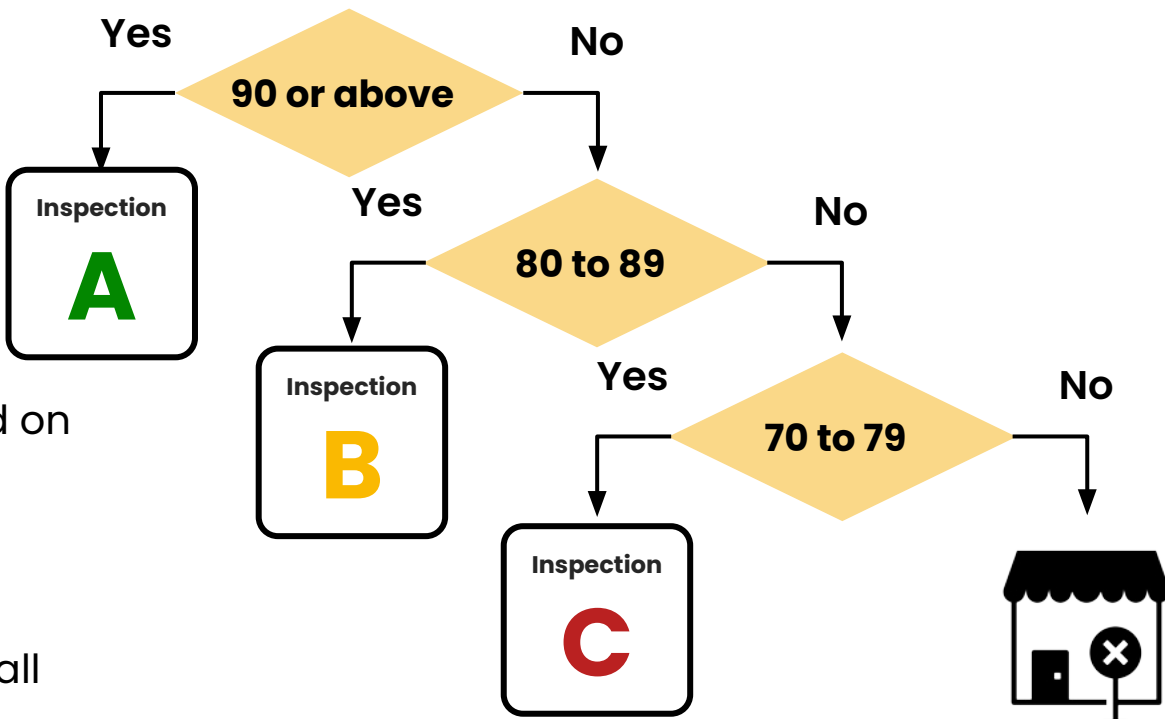 Yes
No
90 or above
Inspection
A
Yes
No
80 to 89
Inspection
B
Yes
No
70 to 79
on
Inspection
C
all